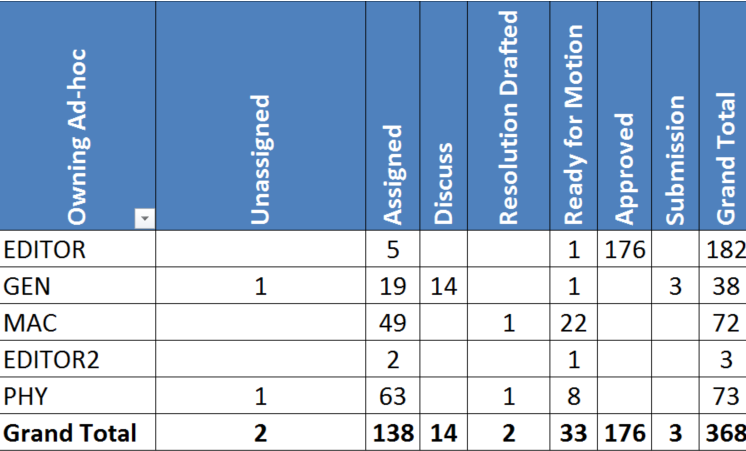 Owning Ad-hoc Unassigned Assigned Discuss Resolution Drafted Ready for Motion Approved Submission Grand Total
EDITOR 5 1 176 182
GEN 1 19 14 1 3 38
MAC 49 1 22 72
EDITOR2 2 1 3
PHY 1 63 1 8 73
Grand Total 2 138 14 2 33 176 3 368